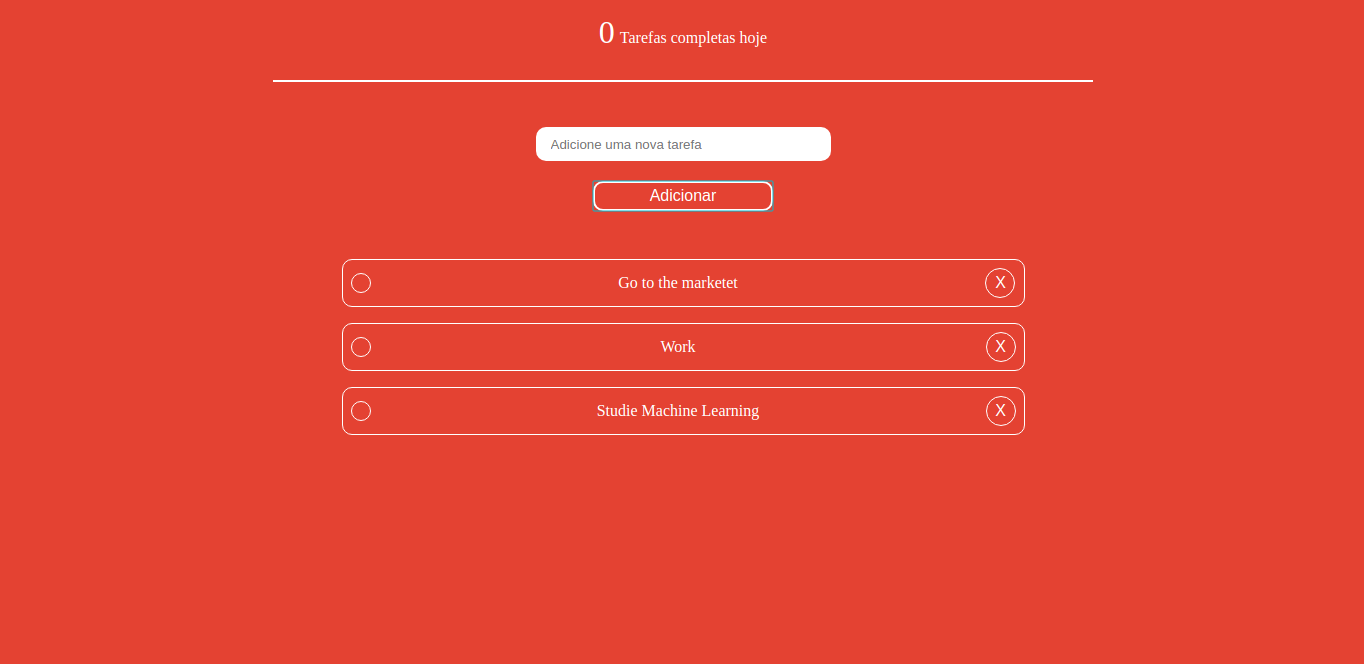 0 Tarefas completas hoje
Adicione uma nova tarefa
Adicionar
Go to the marketet X
Work X
Studie Machine Learning X